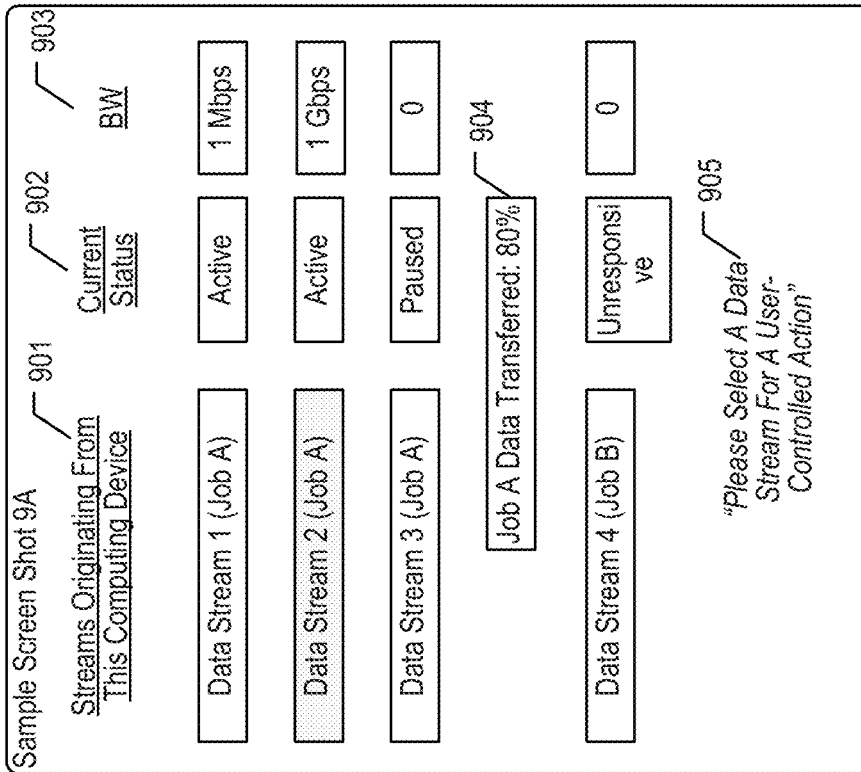 Sample Screen Shot 9A
901
902
903
Streams Originating From
This Computing Device
Current
Status
BW
Data Stream 1 (Job A)
Active
1 Mbps
Data Stream 2 (Job A)
Active
1 Gbps
Data Stream 3 (Job A)
Paused
0
904
Job A Data Transferred: 80%
Data Stream 4 (Job B)
Unresponsi
ve
0
905
“Please Select A Data
Stream For A User-
Controlled Action”